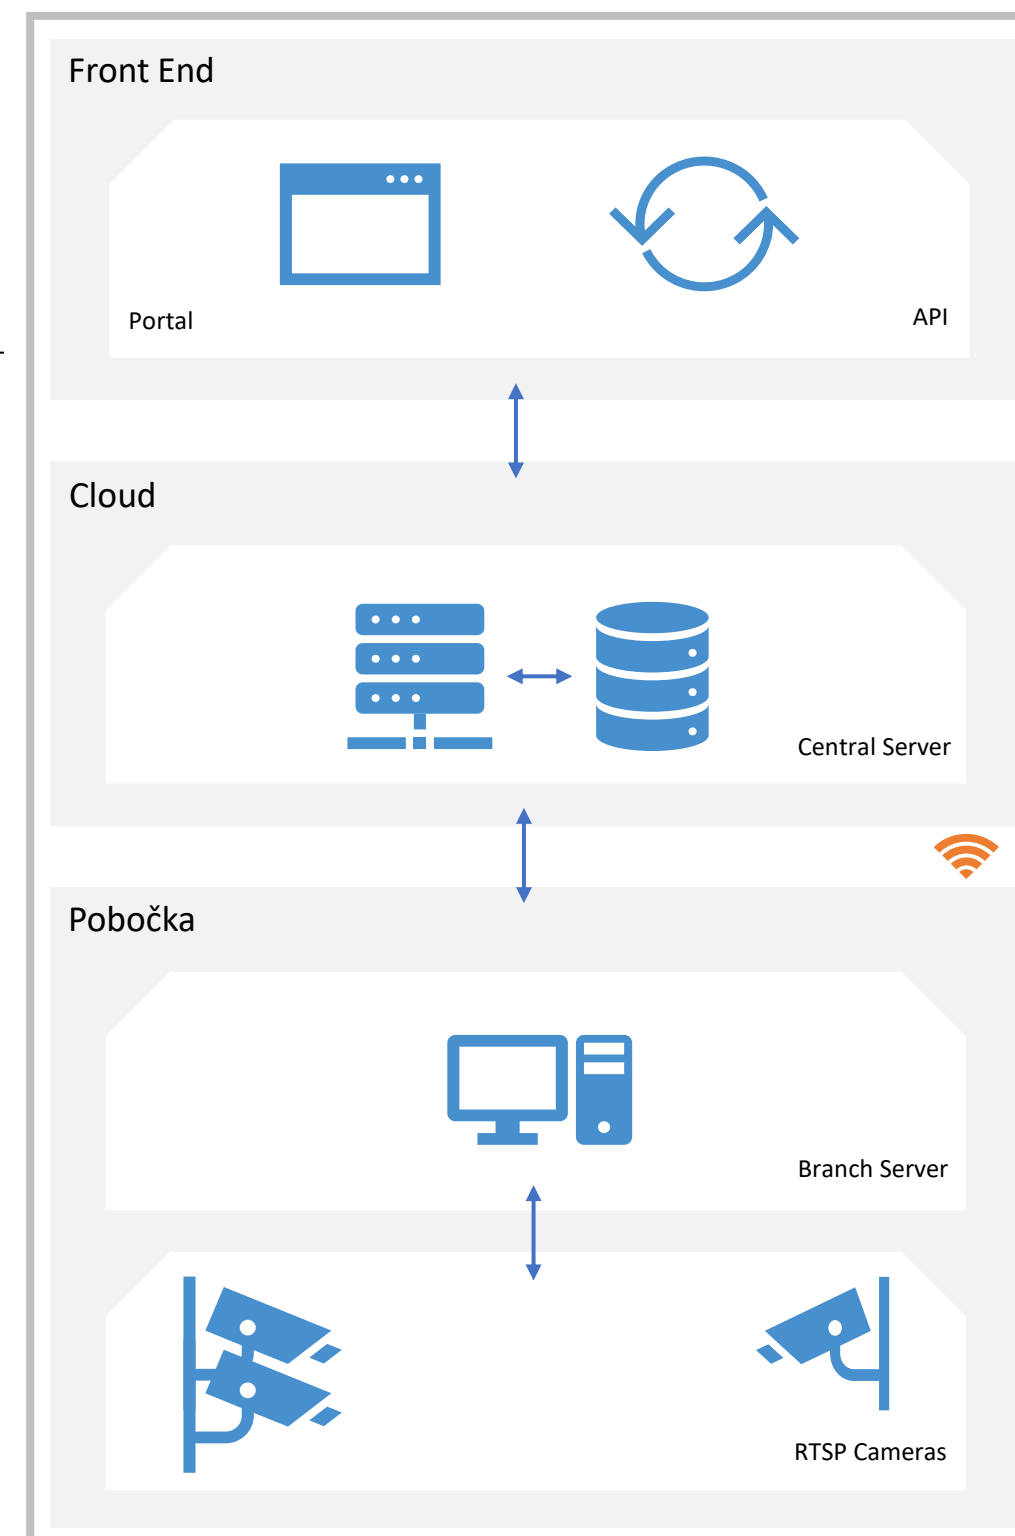 Front End
Portal
API
Cloud
Central Server
Pobočka
Branch Server
RTSP Cameras